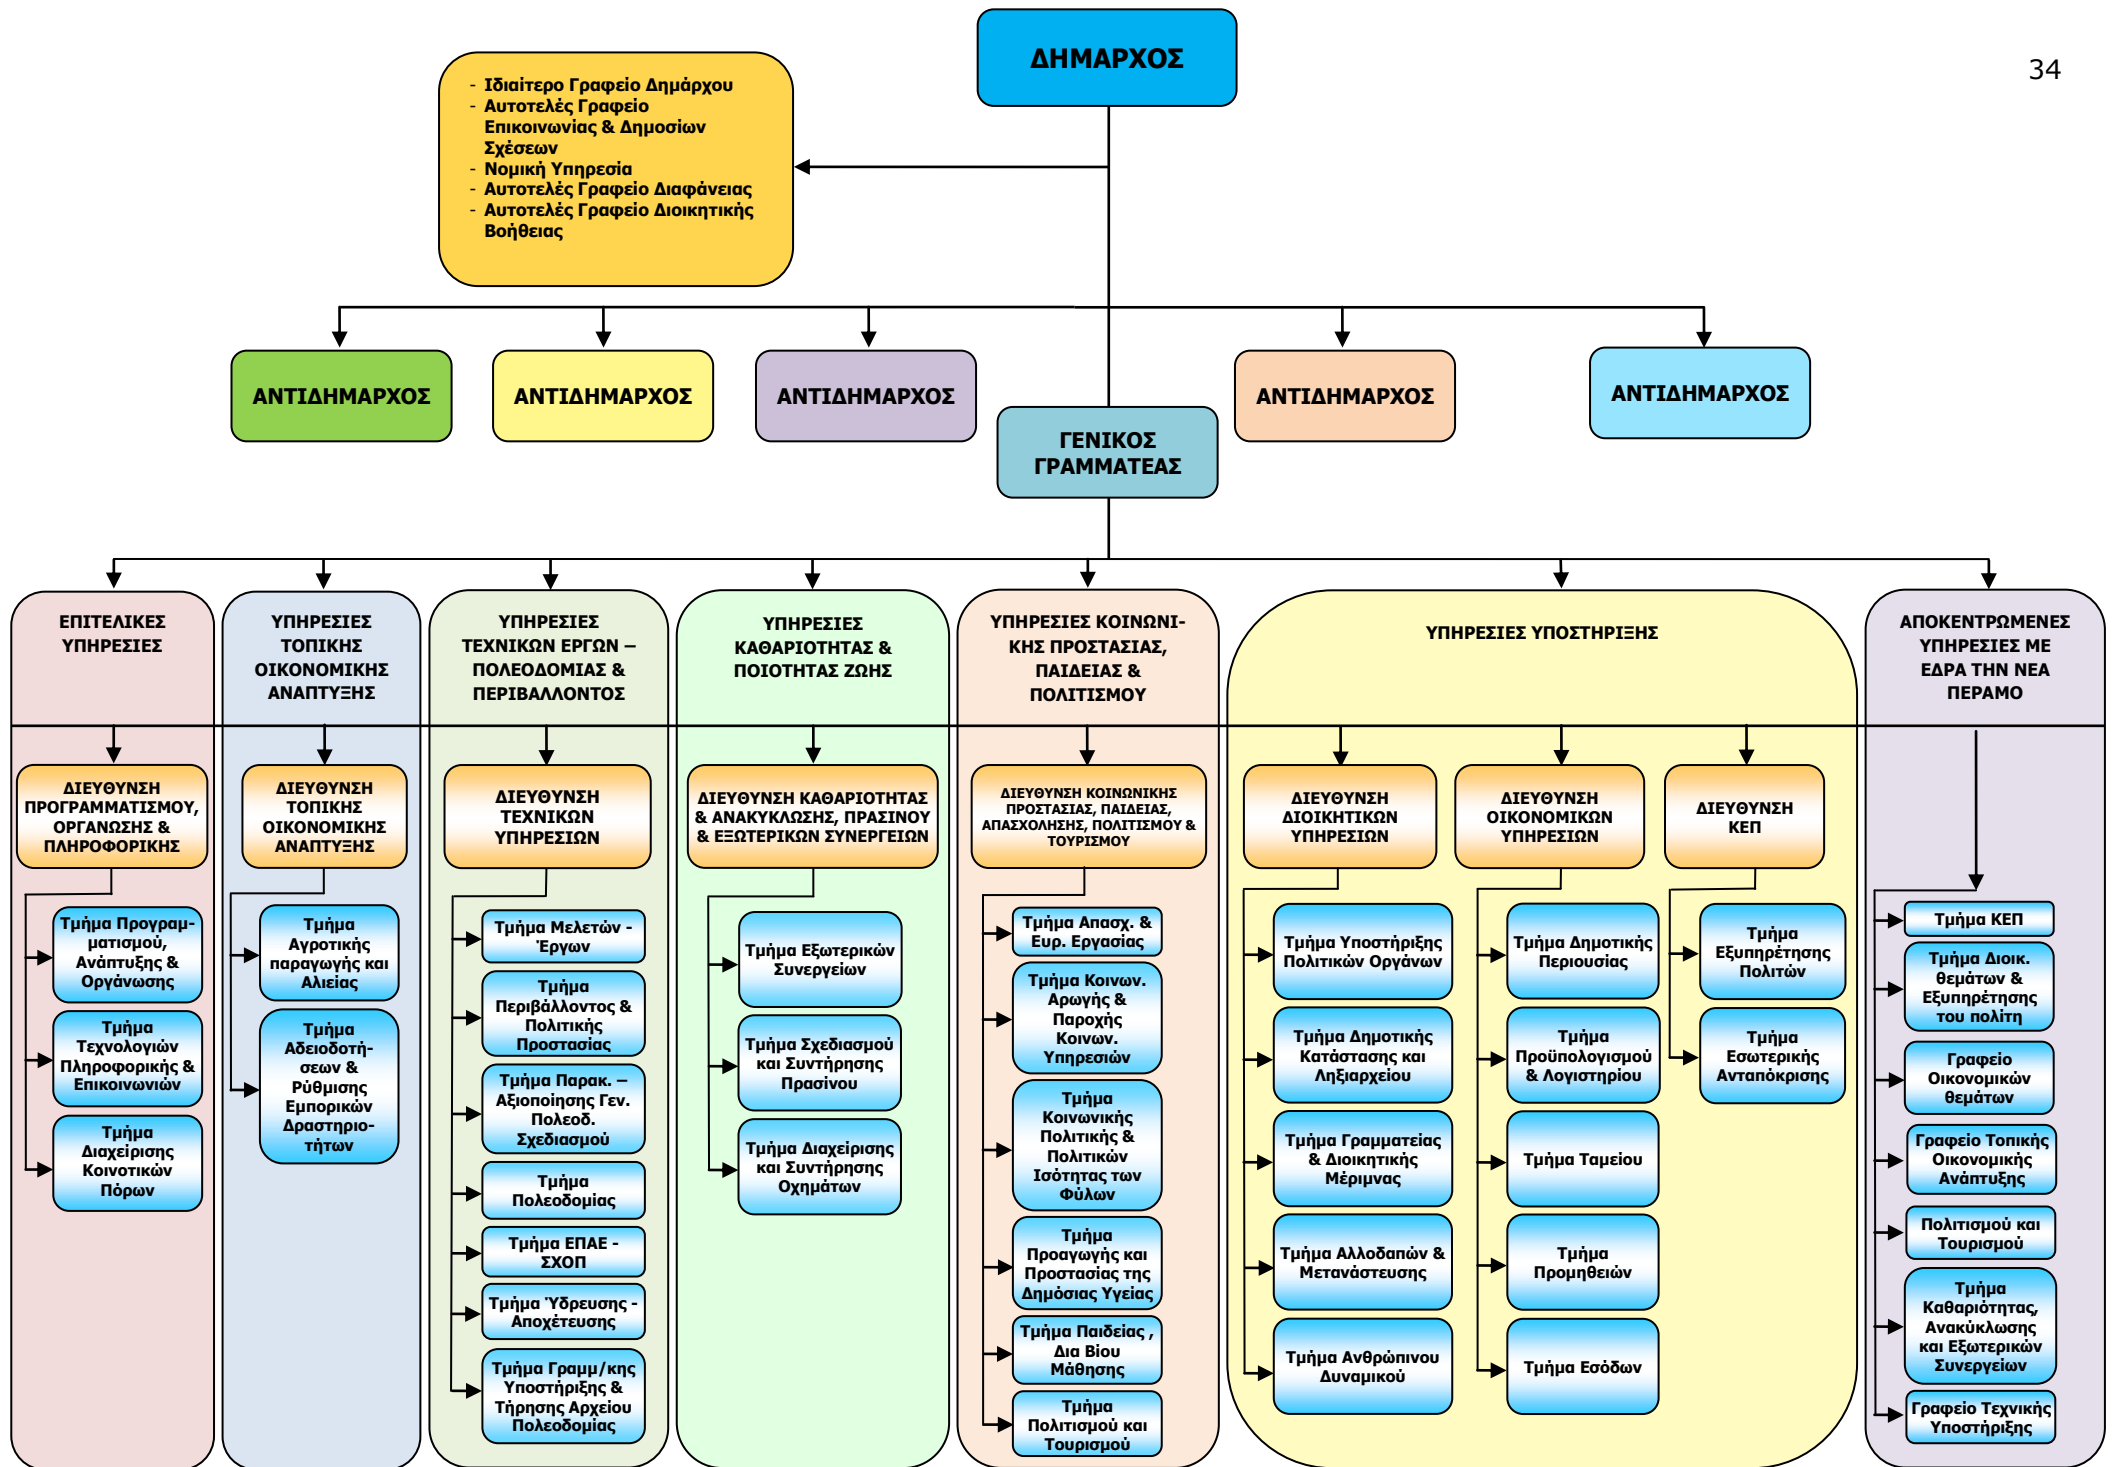 ΔΗΜΑΡΧΟΣ
34
- Ιδιαίτερο Γραφείο Δημάρχου
- Αυτοτελές Γραφείο
Επικοινωνίας & Δημοσίων
Σχέσεων
- Νομική Υπηρεσία
- Αυτοτελές Γραφείο Διαφάνειας
- Αυτοτελές Γραφείο Διοικητικής
Βοήθειας
ΑΝΤΙΔΗΜΑΡΧΟΣ
ΑΝΤΙΔΗΜΑΡΧΟΣ
ΑΝΤΙΔΗΜΑΡΧΟΣ
ΑΝΤΙΔΗΜΑΡΧΟΣ
ΑΝΤΙΔΗΜΑΡΧΟΣ
ΓΕΝΙΚΟΣ
ΓΡΑΜΜΑΤΕΑΣ
ΕΠΙΤΕΛΙΚΕΣ
ΥΠΗΡΕΣΙΕΣ
ΔΙΕΥΘΥΝΣΗ
ΠΡΟΓΡΑΜΜΑΤΙΣΜΟΥ,
ΟΡΓΑΝΩΣΗΣ &
ΠΛΗΡΟΦΟΡΙΚΗΣ
Τμήμα Προγραμ-
ματισμού,
Ανάπτυξης &
Οργάνωσης
Τμήμα
Τεχνολογιών
Πληροφορικής &
Επικοινωνιών
Τμήμα
Διαχείρισης
Κοινοτικών
Πόρων
ΥΠΗΡΕΣΙΕΣ
ΤΟΠΙΚΗΣ
ΟΙΚΟΝΟΜΙΚΗΣ
ΑΝΑΠΤΥΞΗΣ
ΔΙΕΥΘΥΝΣΗ
ΤΟΠΙΚΗΣ
ΟΙΚΟΝΟΜΙΚΗΣ
ΑΝΑΠΤΥΞΗΣ
Τμήμα
Αγροτικής
παραγωγής και
Αλιείας
Τμήμα
Αδειοδοτή-
σεων &
Ρύθμισης
Εμπορικών
Δραστηριο-
τήτων
ΥΠΗΡΕΣΙΕΣ
ΤΕΧΝΙΚΩΝ ΕΡΓΩΝ –
ΠΟΛΕΟΔΟΜΙΑΣ &
ΠΕΡΙΒΑΛΛΟΝΤΟΣ
ΔΙΕΥΘΥΝΣΗ
ΤΕΧΝΙΚΩΝ
ΥΠΗΡΕΣΙΩΝ
Τμήμα Μελετών -
Έργων
Τμήμα
Περιβάλλοντος &
Πολιτικής
Προστασίας
Τμήμα Παρακ. –
Αξιοποίησης Γεν.
Πολεοδ.
Σχεδιασμού
Τμήμα
Πολεοδομίας
Τμήμα ΕΠΑΕ -
ΣΧΟΠ
Τμήμα Ύδρευσης -
Αποχέτευσης
Τμήμα Γραμμ/κης
Υποστήριξης &
Τήρησης Αρχείου
Πολεοδομίας
ΥΠΗΡΕΣΙΕΣ
ΚΑΘΑΡΙΟΤΗΤΑΣ &
ΠΟΙΟΤΗΤΑΣ ΖΩΗΣ
ΔΙΕΥΘΥΝΣΗ ΚΑΘΑΡΙΟΤΗΤΑΣ
& ΑΝΑΚΥΚΛΩΣΗΣ, ΠΡΑΣΙΝΟΥ
& ΕΞΩΤΕΡΙΚΩΝ ΣΥΝΕΡΓΕΙΩΝ
Τμήμα Εξωτερικών
Συνεργείων
Τμήμα Σχεδιασμού
και Συντήρησης
Πρασίνου
Τμήμα Διαχείρισης
και Συντήρησης
Οχημάτων
ΥΠΗΡΕΣΙΕΣ ΚΟΙΝΩΝΙ-
ΚΗΣ ΠΡΟΣΤΑΣΙΑΣ,
ΠΑΙΔΕΙΑΣ &
ΠΟΛΙΤΙΣΜΟΥ
ΔΙΕΥΘΥΝΣΗ ΚΟΙΝΩΝΙΚΗΣ
ΠΡΟΣΤΑΣΙΑΣ, ΠΑΙΔΕΙΑΣ,
ΑΠΑΣΧΟΛΗΣΗΣ, ΠΟΛΙΤΙΣΜΟΥ &
ΤΟΥΡΙΣΜΟΥ
Τμήμα Απασχ. &
Ευρ. Εργασίας
Τμήμα Κοινων.
Αρωγής &
Παροχής
Κοινων.
Υπηρεσιών
Τμήμα
Κοινωνικής
Πολιτικής &
Πολιτικών
Ισότητας των
Φύλων
Τμήμα
Προαγωγής και
Προστασίας της
Δημόσιας Υγείας
Τμήμα Παιδείας ,
Δια Βίου
Μάθησης
Τμήμα
Πολιτισμού και
Τουρισμού
ΥΠΗΡΕΣΙΕΣ ΥΠΟΣΤΗΡΙΞΗΣ
ΔΙΕΥΘΥΝΣΗ
ΔΙΟΙΚΗΤΙΚΩΝ
ΥΠΗΡΕΣΙΩΝ
Τμήμα Υποστήριξης
Πολιτικών Οργάνων
Τμήμα Δημοτικής
Κατάστασης και
Ληξιαρχείου
Τμήμα Γραμματείας
& Διοικητικής
Μέριμνας
Τμήμα Αλλοδαπών &
Μετανάστευσης
Τμήμα Ανθρώπινου
Δυναμικού
ΔΙΕΥΘΥΝΣΗ
ΟΙΚΟΝΟΜΙΚΩΝ
ΥΠΗΡΕΣΙΩΝ
Τμήμα Δημοτικής
Περιουσίας
Τμήμα
Προϋπολογισμού
& Λογιστηρίου
Τμήμα Ταμείου
Τμήμα
Προμηθειών
Τμήμα Εσόδων
ΔΙΕΥΘΥΝΣΗ
ΚΕΠ
Τμήμα
Εξυπηρέτησης
Πολιτών
Τμήμα
Εσωτερικής
Ανταπόκρισης
ΑΠΟΚΕΝΤΡΩΜΕΝΕΣ
ΥΠΗΡΕΣΙΕΣ ΜΕ
ΕΔΡΑ ΤΗΝ ΝΕΑ
ΠΕΡΑΜΟ
Τμήμα ΚΕΠ
Τμήμα Διοικ.
θεμάτων &
Εξυπηρέτησης
του πολίτη
Γραφείο
Οικονομικών
θεμάτων
Γραφείο Τοπικής
Οικονομικής
Ανάπτυξης
Πολιτισμού και
Τουρισμού
Τμήμα
Καθαριότητας,
Ανακύκλωσης
και Εξωτερικών
Συνεργείων
Γραφείο Τεχνικής
Υποστήριξης